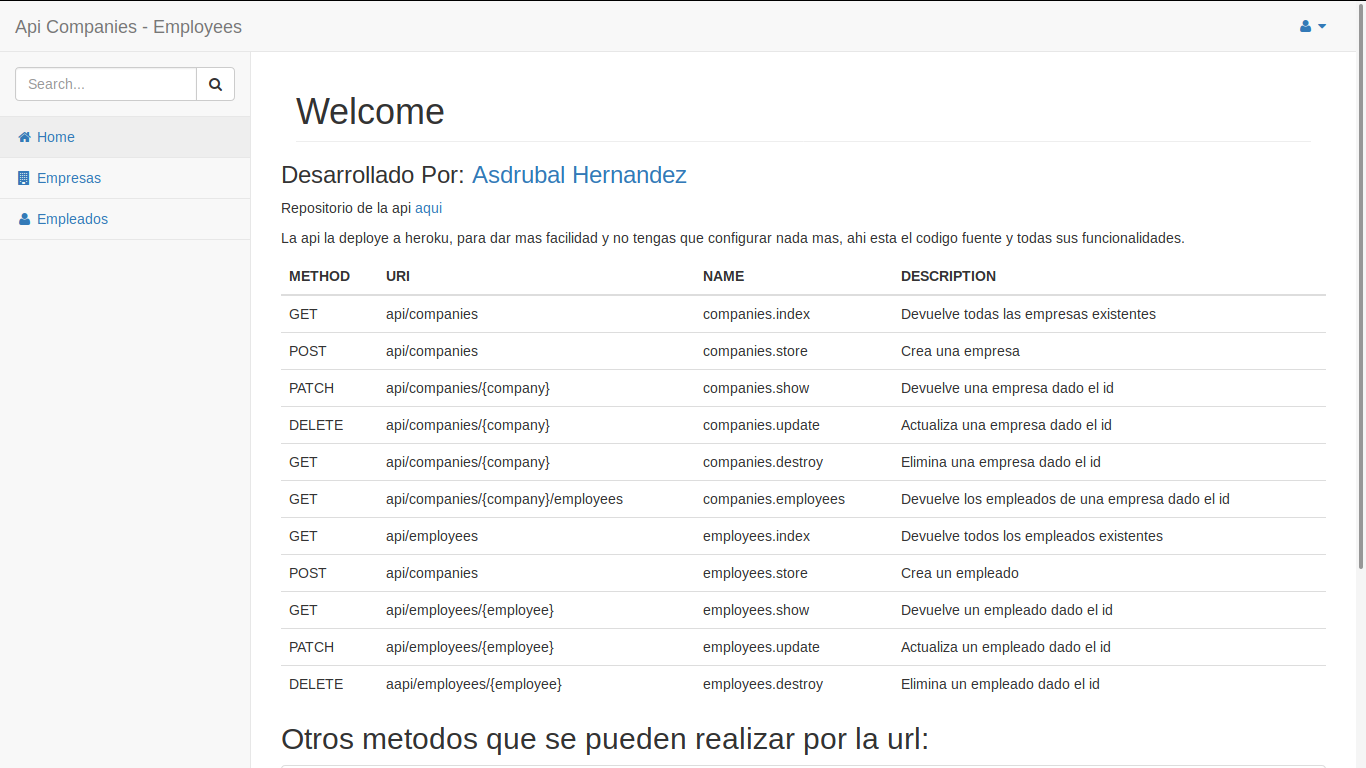 Api Companies - Employees
Search...
Home
Empresas
Empleados
Welcome
Desarrollado Por: Asdrubal Hernandez
Repositorio de la api aqui
La api la deploye a heroku, para dar mas facilidad y no tengas que configurar nada mas, ahi esta el codigo fuente y todas sus funcionalidades.
METHOD URI NAME DESCRIPTION
GET api/companies companies.index Devuelve todas las empresas existentes
POST api/companies companies.store Crea una empresa
PATCH api/companies/{company} companies.show Devuelve una empresa dado el id
DELETE api/companies/{company} companies.update Actualiza una empresa dado el id
GET api/companies/{company} companies.destroy Elimina una empresa dado el id
GET api/companies/{company}/employees companies.employees Devuelve los empleados de una empresa dado el id
GET api/employees employees.index Devuelve todos los empleados existentes
POST api/companies employees.store Crea un empleado
GET api/employees/{employee} employees.show Devuelve un empleado dado el id
PATCH api/employees/{employee} employees.update Actualiza un empleado dado el id
DELETE aapi/employees/{employee} employees.destroy Elimina un empleado dado el id
Otros metodos que se pueden realizar por la url: